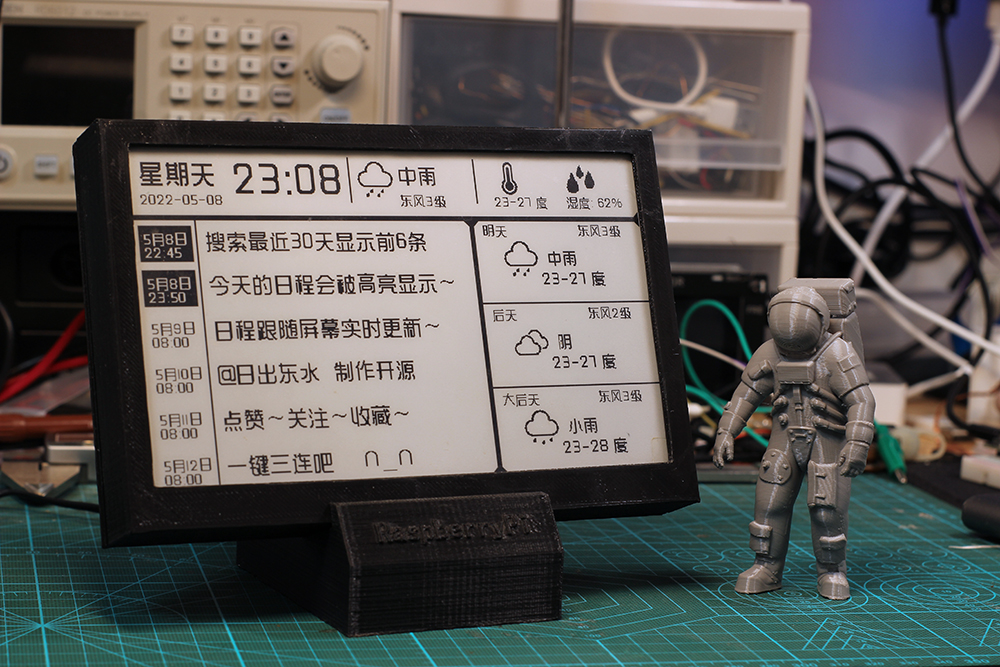 星期天 23:08
2022-05-08
中雨
东风3级
23-27 度
湿度: 62%
5月8日
22:45
搜索最近30天显示前6条
5月8日
23:50
今天的日程会被高亮显示~
5月9日
08:00
日程跟随屏幕实时更新~
5月10日
08:00
@日出东水 制作开源
5月11日
08:00
点赞~关注~收藏~
5月12日
08:00
一键三连吧 ∩_∩
明天 东风3级
中雨
23-27 度
后天 东风2级
阴
23-27 度
大后天 东风3级
小雨
23-28 度
RaspberryPi